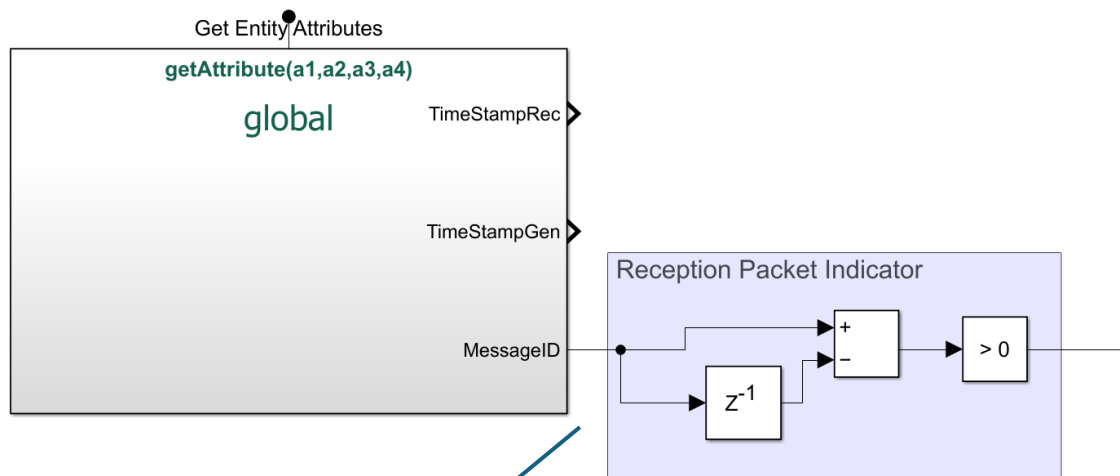 Get Entity Attributes
getAttribute(a1,a2,a3,a4)
global
TimeStampRec
TimeStampGen
Reception Packet Indicator
MessageID
+
−
> 0
Z⁻¹